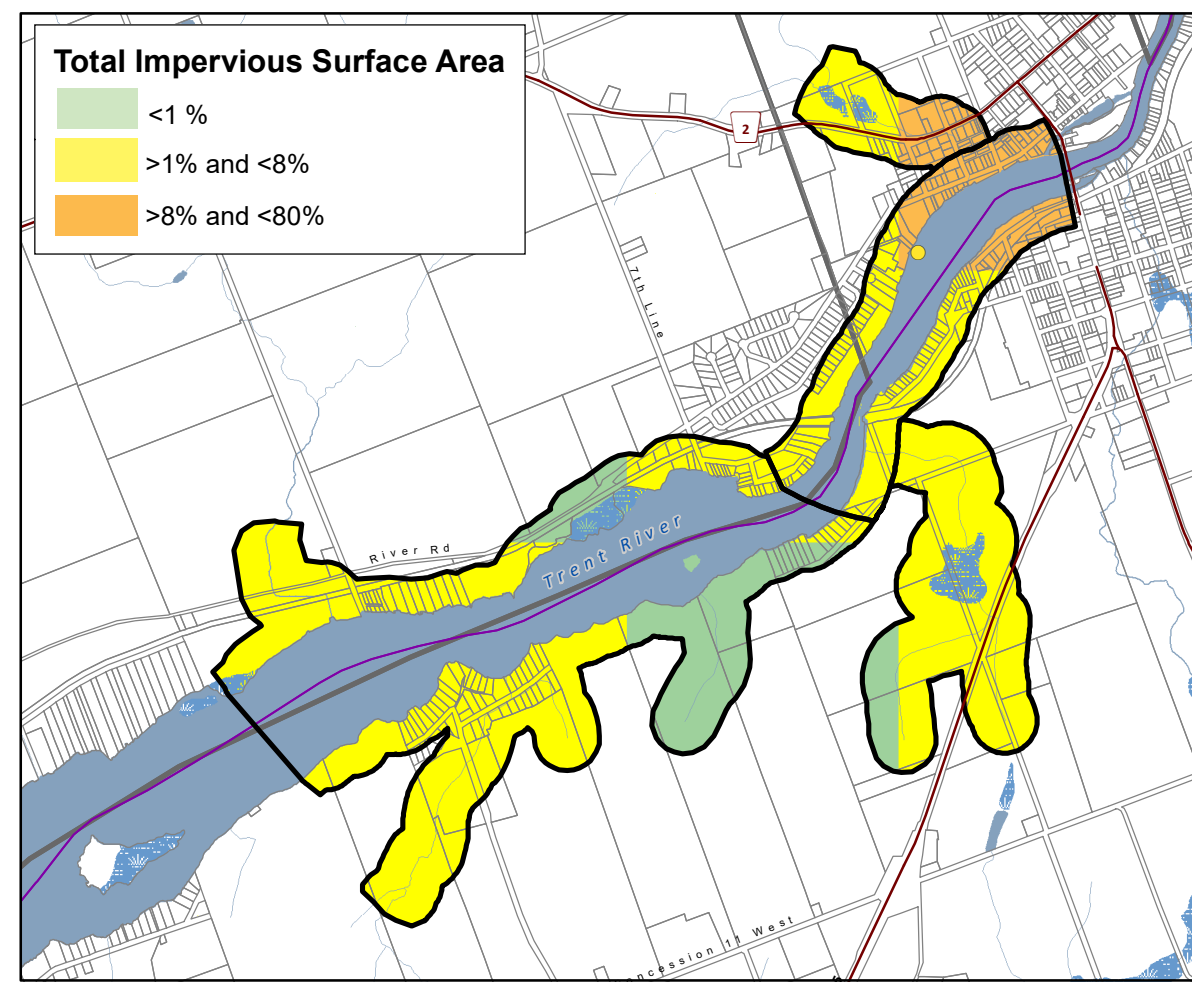 Total Impervious Surface Area
<1 %
>1% and <8%
>8% and <80%
2
7th Line
River Rd
Trent River
oncession 11 West